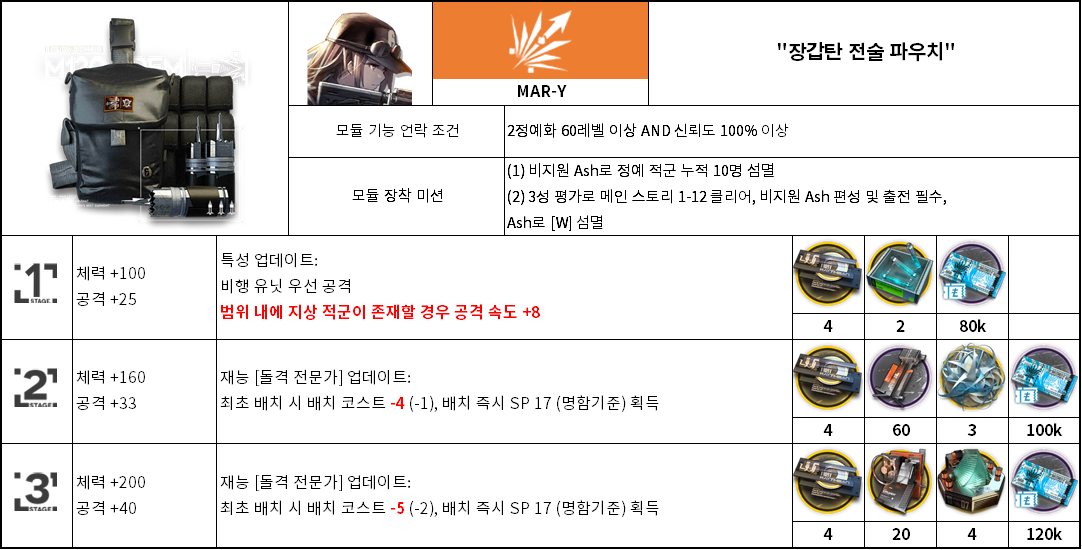 MAR-Y
"장갑탄 전술 파우치"
모듈 기능 언락 조건
2정예화 60레벨 이상 AND 신뢰도 100% 이상
모듈 장착 미션
(1) 비지원 Ash로 정예 적군 누적 10명 섬멸
(2) 3성 평가로 메인 스토리 1-12 클리어, 비지원 Ash 편성 및 출전 필수,
Ash로 [W] 섬멸
1
STAGE
체력 +100
공격 +25
특성 업데이트:
비행 유닛 우선 공격
범위 내에 지상 적군이 존재할 경우 공격 속도 +8
4
2
80k
2
STAGE
체력 +160
공격 +33
재능 [돌격 전문가] 업데이트:
최초 배치 시 배치 코스트 -4 (-1), 배치 즉시 SP 17 (명함기준) 획득
4
60
3
100k
3
STAGE
체력 +200
공격 +40
재능 [돌격 전문가] 업데이트:
최초 배치 시 배치 코스트 -5 (-2), 배치 즉시 SP 17 (명함기준) 획득
4
20
4
120k